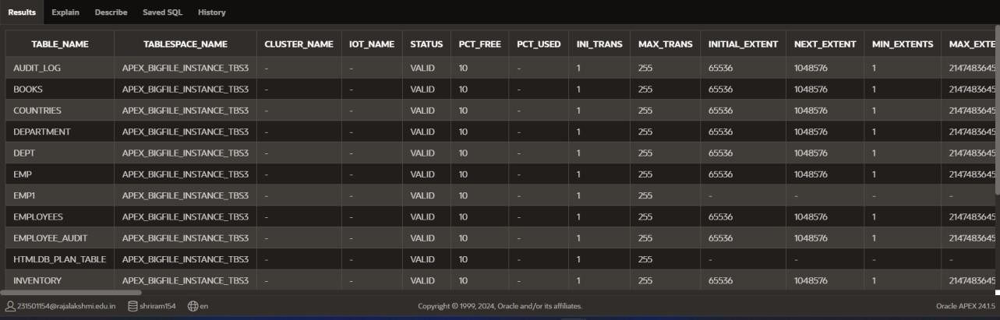 Results Explain Describe Saved SQL History
TABLE_NAME TABLESPACE_NAME CLUSTER_NAME IOT_NAME STATUS PCT_FREE PCT_USED INI_TRANS MAX_TRANS INITIAL_EXTENT NEXT_EXTENT MIN_EXTENTS MAX_EXTE
AUDIT_LOG APEX_BIGFILE_INSTANCE_TBS3 - - VALID 10 - 1 255 65536 1048576 1 2147483645
BOOKS APEX_BIGFILE_INSTANCE_TBS3 - - VALID 10 - 1 255 65536 1048576 1 2147483645
COUNTRIES APEX_BIGFILE_INSTANCE_TBS3 - - VALID 10 - 1 255 65536 1048576 1 2147483645
DEPARTMENT APEX_BIGFILE_INSTANCE_TBS3 - - VALID 10 - 1 255 65536 1048576 1 2147483645
DEPT APEX_BIGFILE_INSTANCE_TBS3 - - VALID 10 - 1 255 65536 1048576 1 2147483645
EMP APEX_BIGFILE_INSTANCE_TBS3 - - VALID 10 - 1 255 65536 1048576 1 2147483645
EMP1 APEX_BIGFILE_INSTANCE_TBS3 - - VALID 10 - 1 255 - - - -
EMPLOYEES APEX_BIGFILE_INSTANCE_TBS3 - - VALID 10 - 1 255 65536 1048576 1 2147483645
EMPLOYEE_AUDIT APEX_BIGFILE_INSTANCE_TBS3 - - VALID 10 - 1 255 65536 1048576 1 2147483645
HTMLDB_PLAN_TABLE APEX_BIGFILE_INSTANCE_TBS3 - - VALID 10 - 1 255 - - - -
INVENTORY APEX_BIGFILE_INSTANCE_TBS3 - - VALID 10 - 1 255 65536 1048576 1 2147483645
231501154@rajalakshmi.edu.in shriram154 en Copyright © 1999, 2024, Oracle and/or its affiliates. Oracle APEX 24.1.5